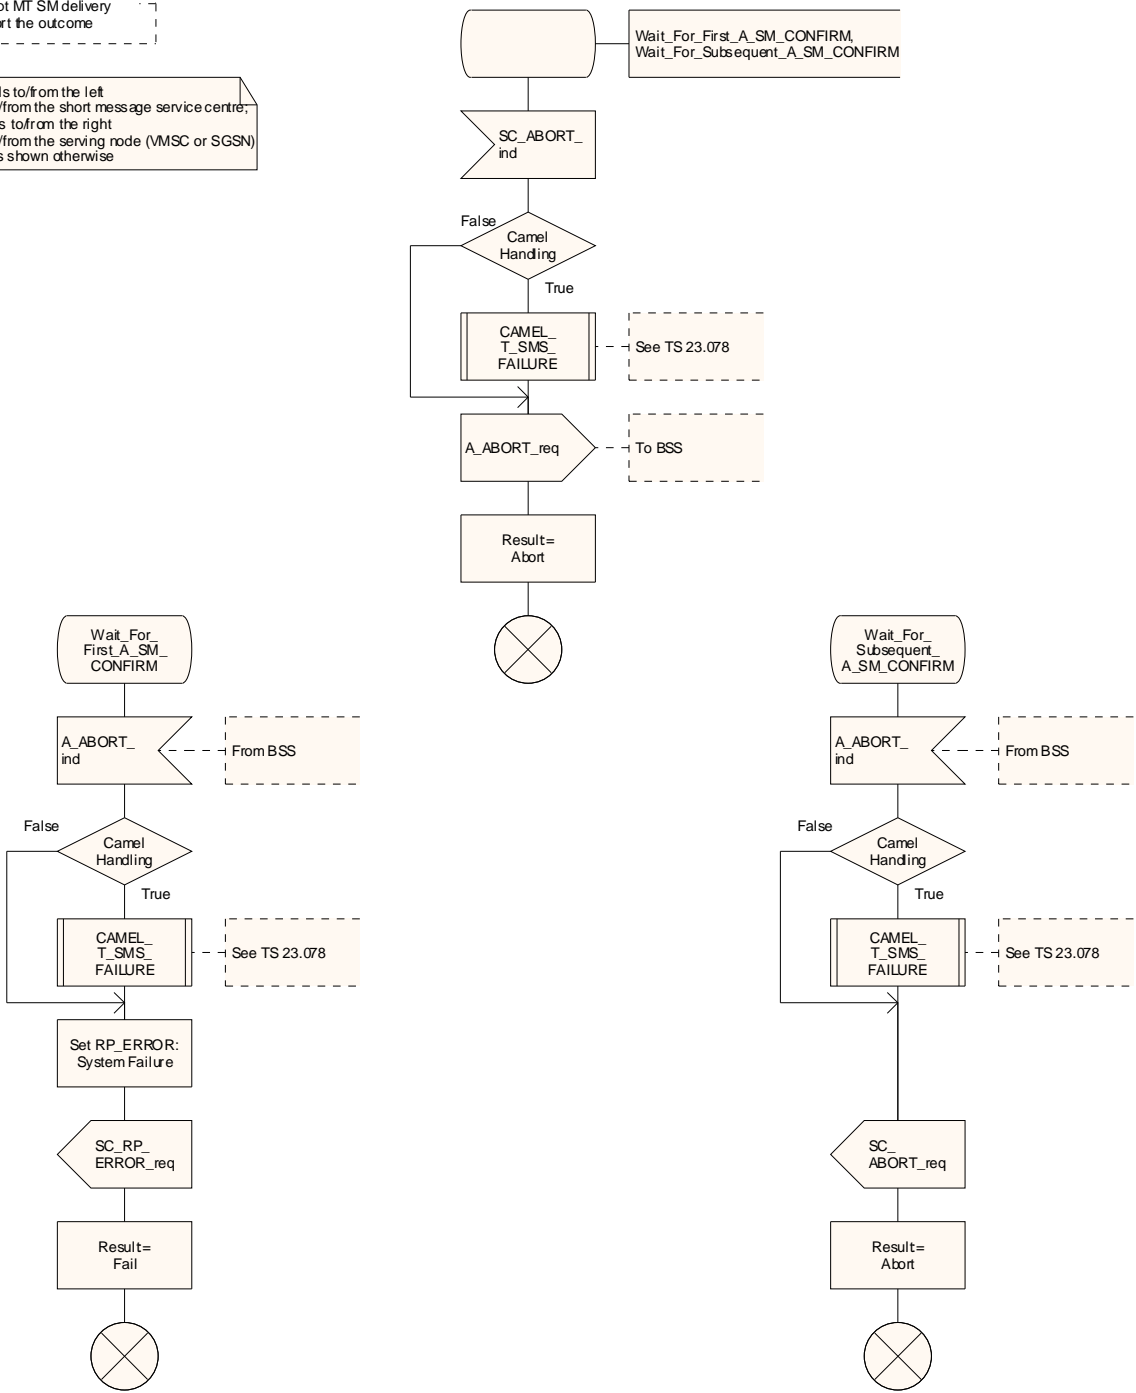 ot MT SM delivery
rt the outcome
ls to/from the left
/from the short message service centre;
s to/from the right
/from the serving node (VMSC or SGSN)
s shown otherwise
Wait_For_First_A_SM_CONFIRM,
Wait_For_Subsequent_A_SM_CONFIRM
SC_ABORT_
ind
False
Camel
Handling
True
CAMEL_
T_SMS_
FAILURE
See TS 23.078
A_ABORT_req
To BSS
Result=
Abort
Wait_For_
First_A_SM_
CONFIRM
A_ABORT_
ind
From BSS
False
Camel
Handling
True
CAMEL_
T_SMS_
FAILURE
See TS 23.078
Set RP_ERROR:
System Failure
SC_RP_
ERROR_req
Result=
Fail
Wait_For_
Subsequent_
A_SM_CONFIRM
A_ABORT_
ind
From BSS
False
Camel
Handling
True
CAMEL_
T_SMS_
FAILURE
See TS 23.078
SC_
ABORT_req
Result=
Abort